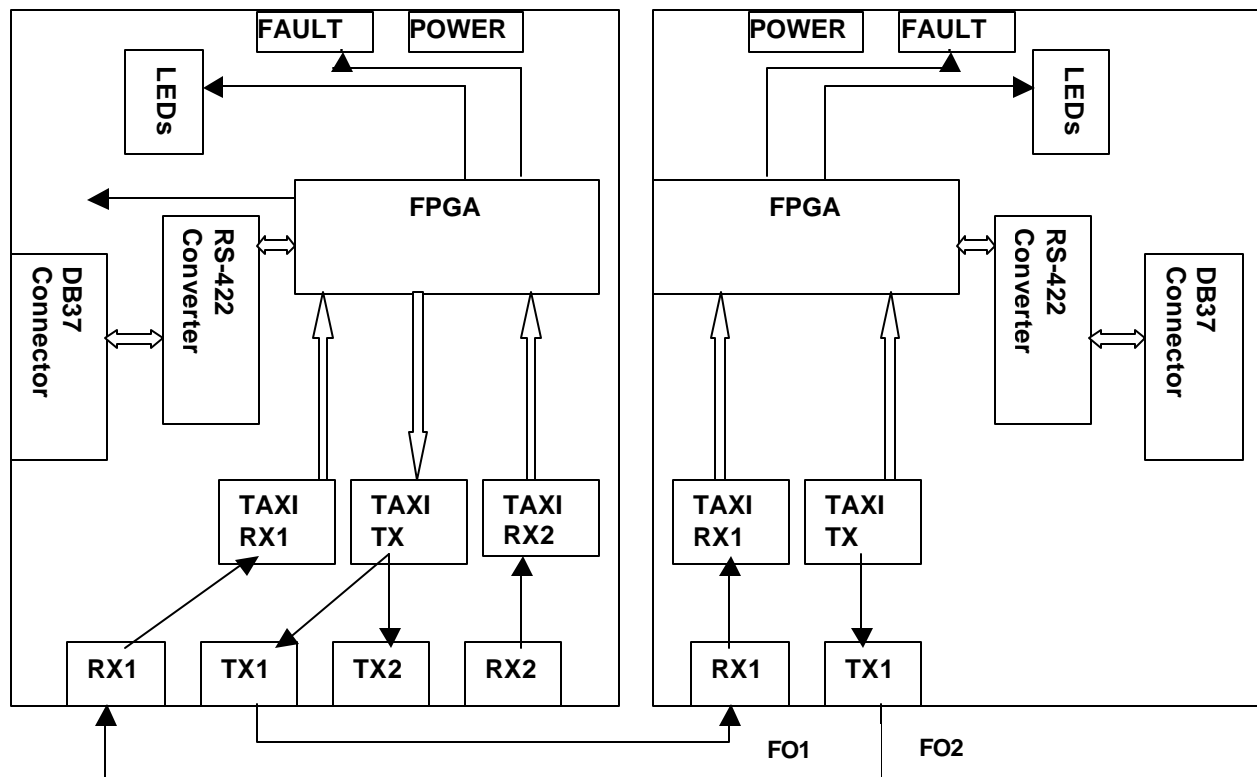 FAULT
POWER
LEDs
FPGA
RS-422
Converter
DB37
Connector
TAXI
RX1
TAXI
TX
TAXI
RX2
RX1
TX1
TX2
RX2
POWER
FAULT
LEDs
FPGA
RS-422
Converter
DB37
Connector
TAXI
RX1
TAXI
TX
RX1
TX1
FO1
FO2